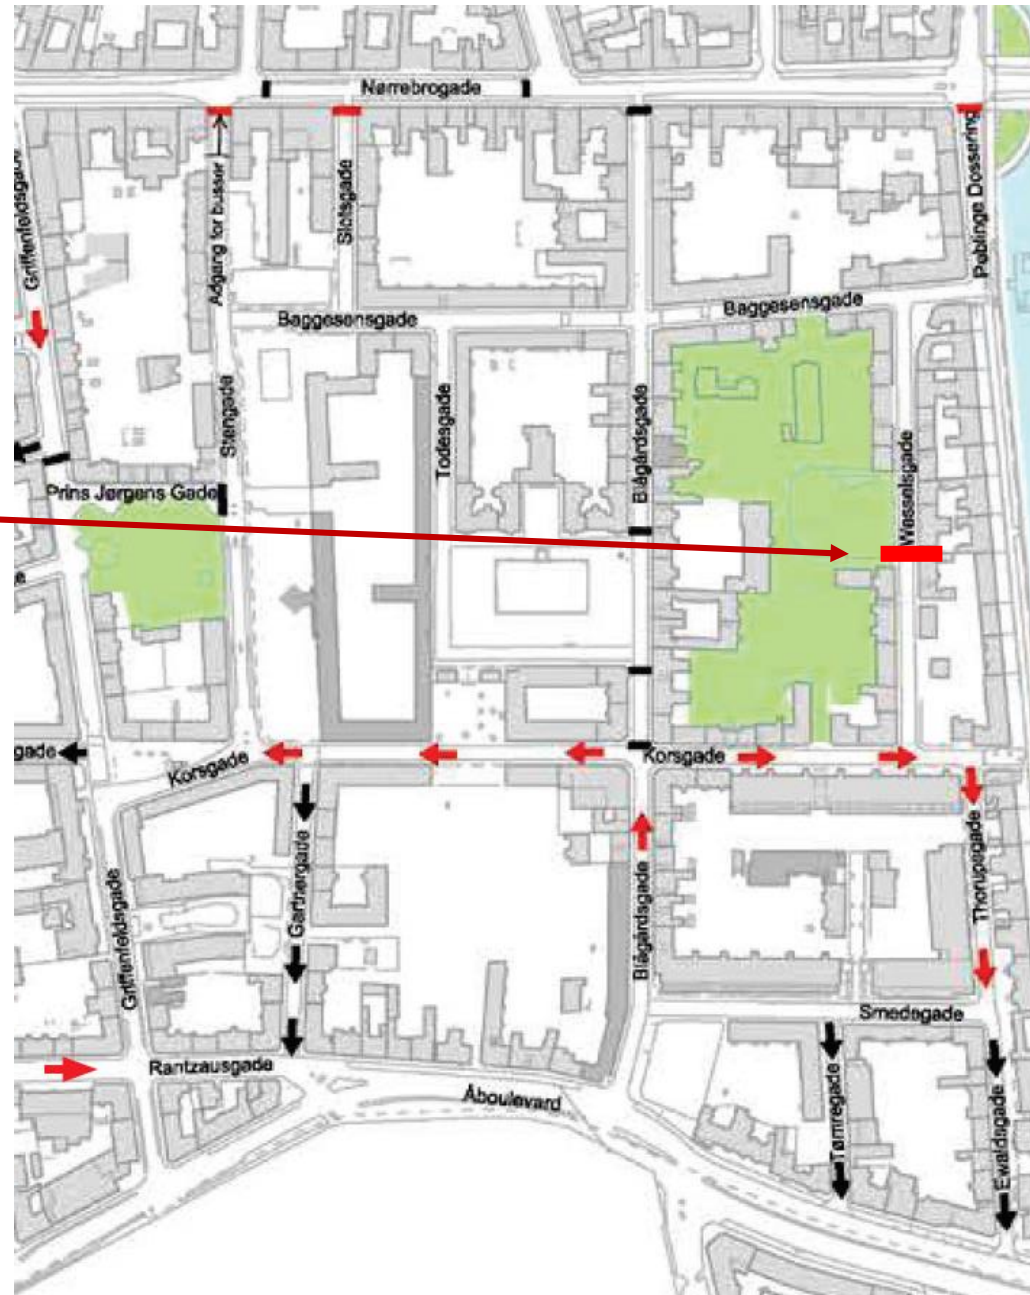 Nørrebrogade
Griffenfeldsgade
Adgang for busser
Slotsgade
Peblinge Dossering
Baggesensgade
Baggesensgade
Stengade
Todesgade
Blågårdsgade
Wesselsgade
Prins Jørgens Gade
gade
Korsgade
Korsgade
Gartnergade
Griffenfeldsgade
Blågårdsgade
Thorupsgade
Smedegade
Rantzausgade
Åboulevard
Tømregade
Ewaldsgade